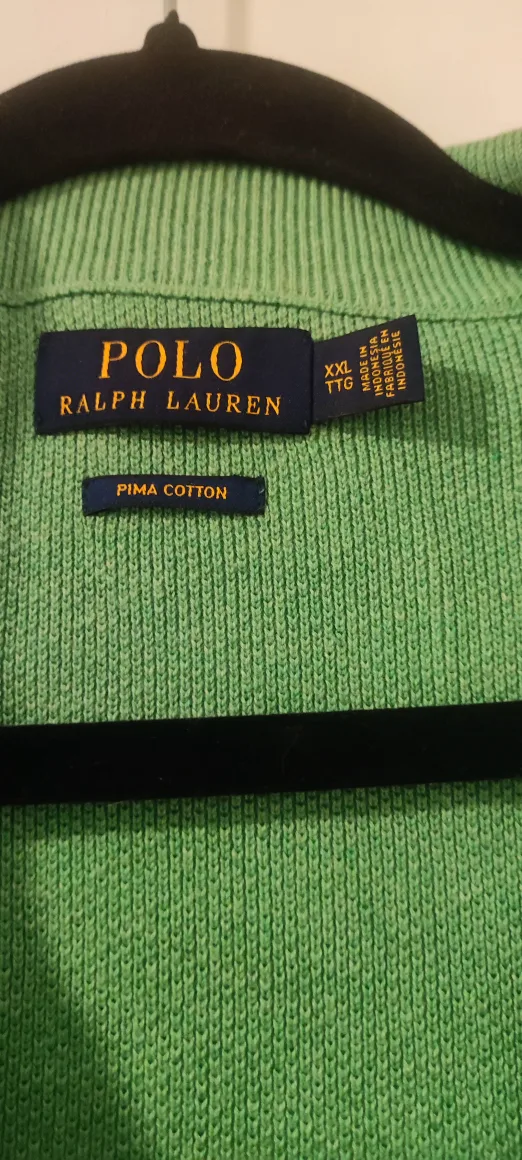 POLO
RALPH LAUREN
XXL
TTG
MADE IN
INDONESIA
FABRIQUÉ EN
INDONÉSIE
PIMA COTTON